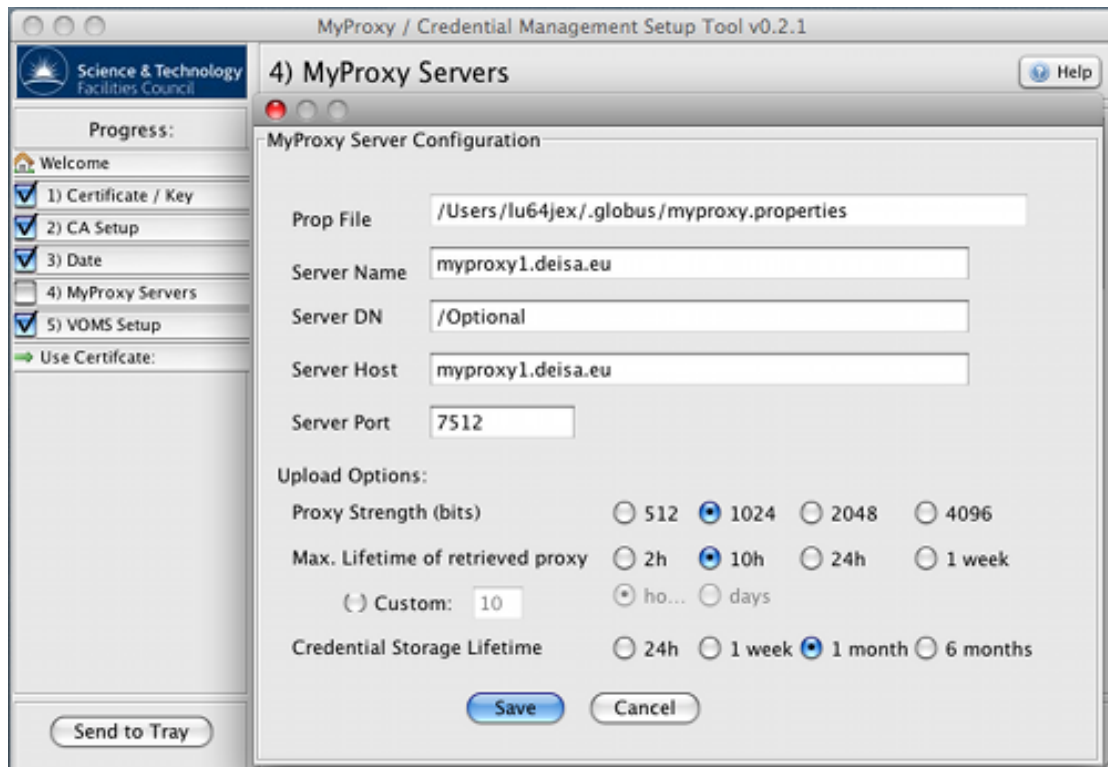 MyProxy / Credential Management Setup Tool v0.2.1
Science & Technology
Facilities Council
4) MyProxy Servers
Help
Progress:
Welcome
1) Certificate / Key
2) CA Setup
3) Date
4) MyProxy Servers
5) VOMS Setup
Use Certifcate:
Send to Tray
MyProxy Server Configuration
Prop File /Users/lu64jex/.globus/myproxy.properties
Server Name myproxy1.deisa.eu
Server DN /Optional
Server Host myproxy1.deisa.eu
Server Port 7512
Upload Options:
Proxy Strength (bits) 512 1024 2048 4096
Max. Lifetime of retrieved proxy 2h 10h 24h 1 week
Custom: 10 ho... days
Credential Storage Lifetime 24h 1 week 1 month 6 months
Save Cancel